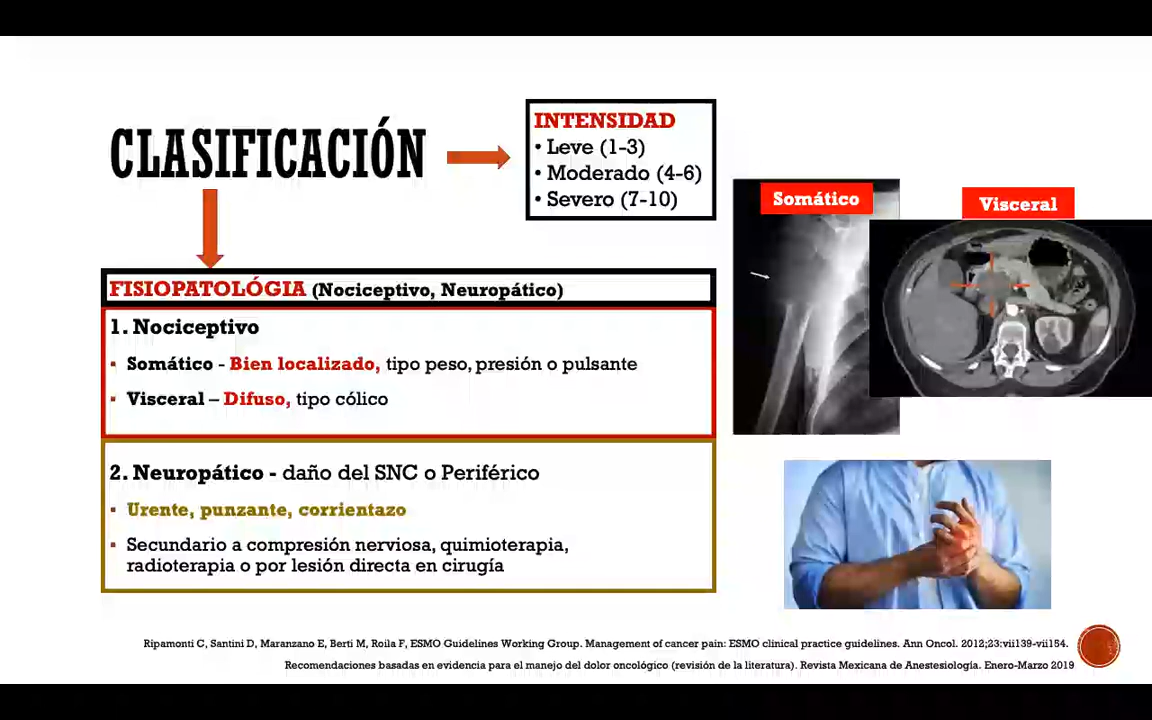 CLASIFICACIÓN
INTENSIDAD
• Leve (1-3)
• Moderado (4-6)
• Severo (7-10)
Somático
Visceral
FISIOPATOLÓGIA (Nociceptivo, Neuropático)
1. Nociceptivo
▪ Somático - Bien localizado, tipo peso, presión o pulsante
▪ Visceral – Difuso, tipo cólico
2. Neuropático - daño del SNC o Periférico
▪ Urente, punzante, corrientazo
▪ Secundario a compresión nerviosa, quimioterapia,
radioterapia o por lesión directa en cirugía
Ripamonti C, Santini D, Maranzano E, Berti M, Roila F, ESMO Guidelines Working Group. Management of cancer pain: ESMO clinical practice guidelines. Ann Oncol. 2012;23:vii139-vii154.
Recomendaciones basadas en evidencia para el manejo del dolor oncológico (revisión de la literatura). Revista Mexicana de Anestesiología. Enero-Marzo 2019